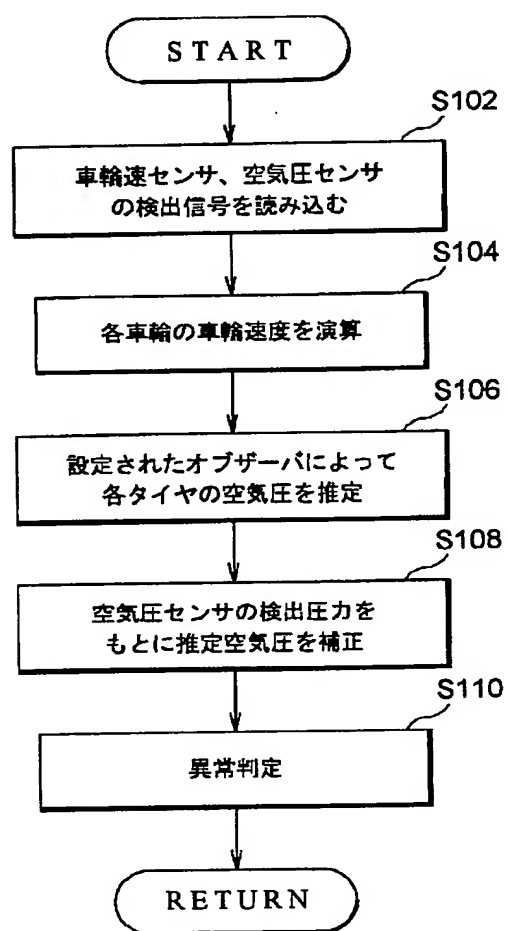 START
S102
車輪速センサ、空気圧センサ
の検出信号を読み込む
S104
各車輪の車輪速度を演算
S106
設定されたオブザーバによって
各タイヤの空気圧を推定
S108
空気圧センサの検出圧力を
もとに推定空気圧を補正
S110
異常判定
RETURN